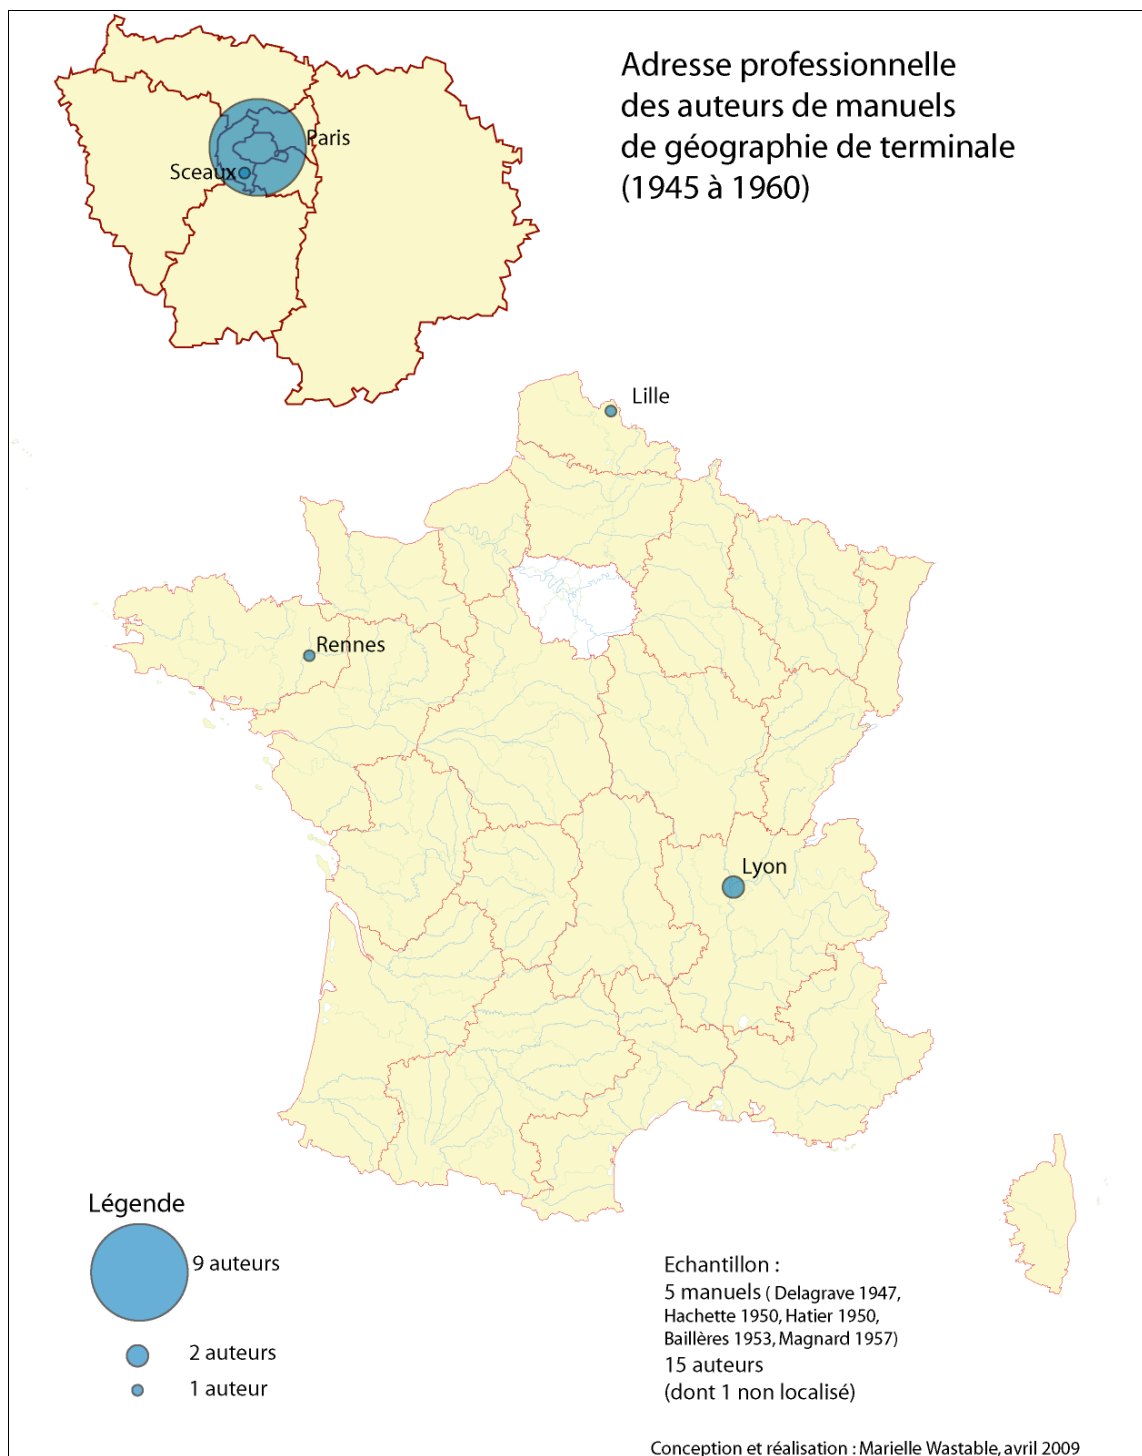 Adresse professionnelle
des auteurs de manuels
de géographie de terminale
(1945 à 1960)
Paris
Sceaux
Lille
Rennes
Lyon
Légende
9 auteurs
2 auteurs
1 auteur
Echantillon :
5 manuels ( Delagrave 1947,
Hachette 1950, Hatier 1950,
Baillères 1953, Magnard 1957)
15 auteurs
(dont 1 non localisé)
Conception et réalisation : Marielle Wastable, avril 2009